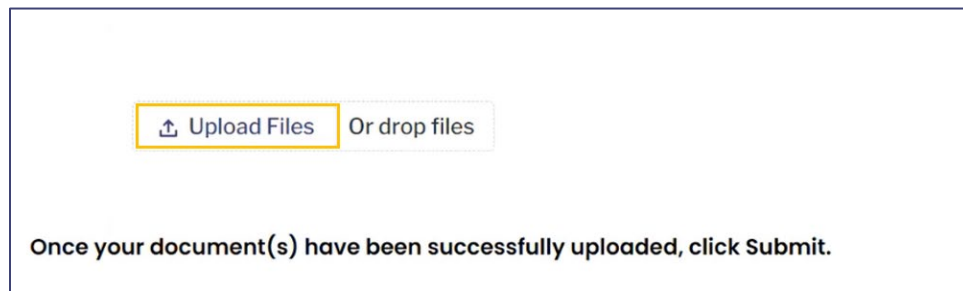 Upload Files Or drop files
Once your document(s) have been successfully uploaded, click Submit.